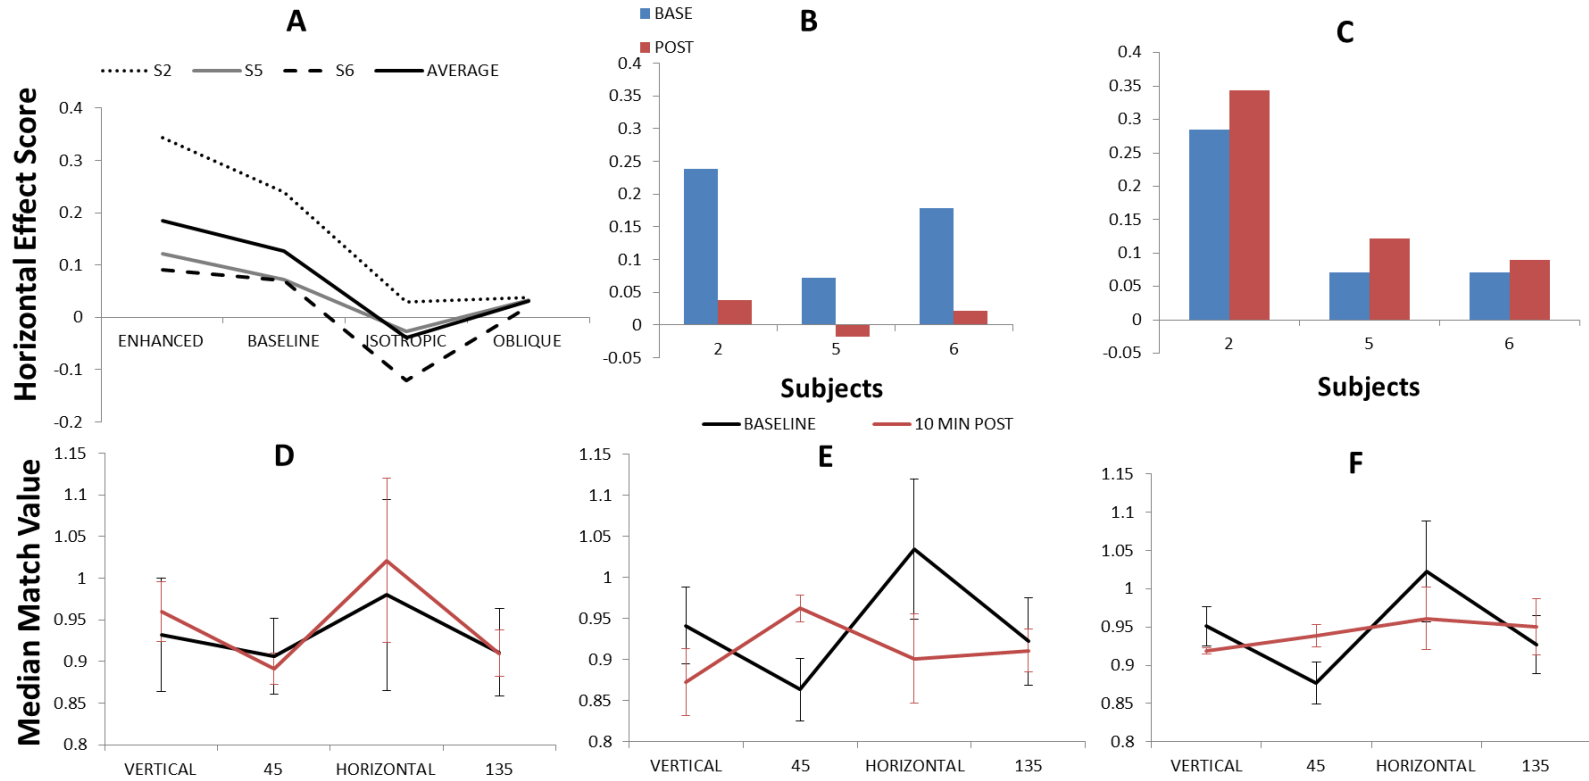 A
S2 S5 S6 AVERAGE
Horizontal Effect Score
0.4
0.3
0.2
0.1
0
-0.1
-0.2
ENHANCED BASELINE ISOTROPIC OBLIQUE
BASE
POST
B
0.4
0.35
0.3
0.25
0.2
0.15
0.1
0.05
0
-0.05
2 5 6
Subjects
C
0.4
0.35
0.3
0.25
0.2
0.15
0.1
0.05
0
-0.05
2 5 6
Subjects
BASELINE 10 MIN POST
D
Median Match Value
1.15
1.1
1.05
1
0.95
0.9
0.85
0.8
VERTICAL 45 HORIZONTAL 135
E
1.15
1.1
1.05
1
0.95
0.9
0.85
0.8
VERTICAL 45 HORIZONTAL 135
F
1.15
1.1
1.05
1
0.95
0.9
0.85
0.8
VERTICAL 45 HORIZONTAL 135